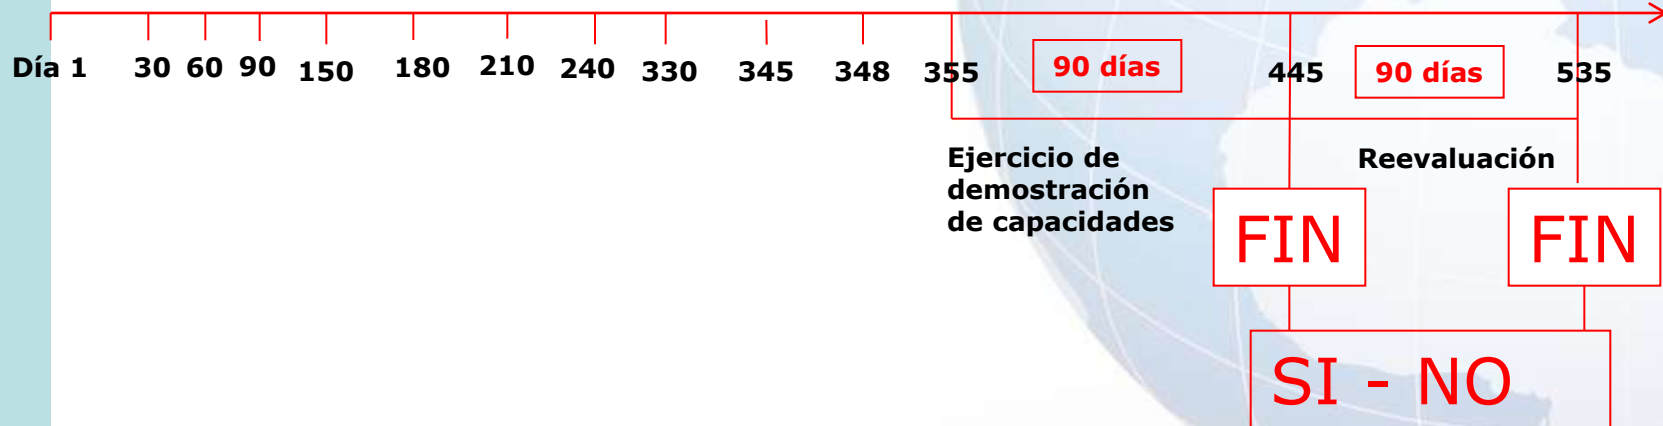 Día 1 30 60 90 150 180 210 240 330 345 348 355 90 días 445 90 días 535
Ejercicio de
demostración
de capacidades
Reevaluación
FIN
FIN
SI - NO